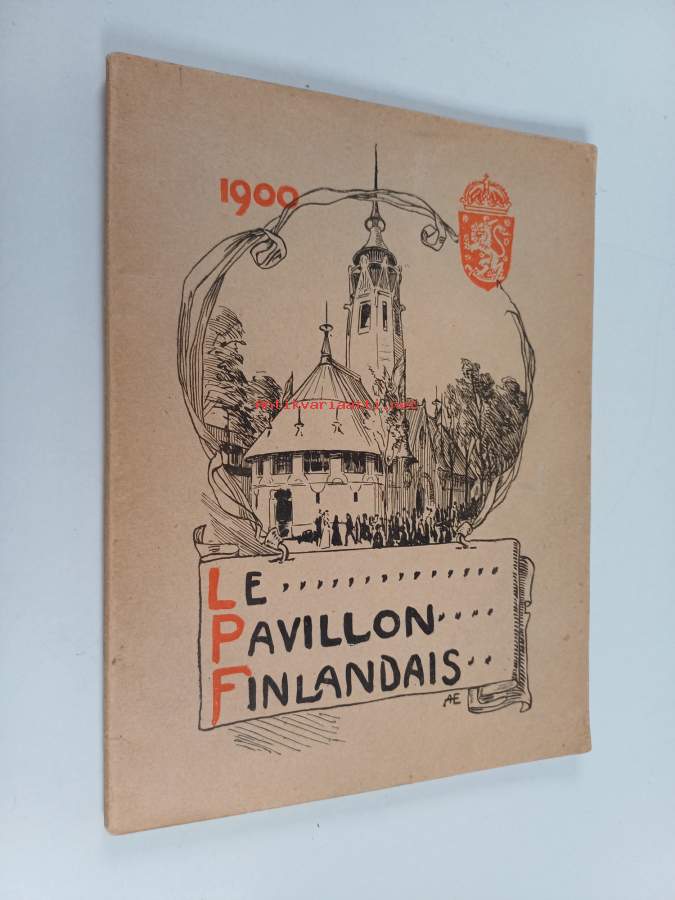 1900
antikvariaatti.net
LE
PAVILLON
FINLANDAIS
AE